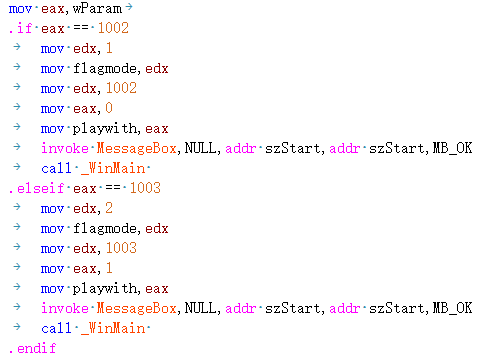 mov eax,wParam
.if eax == 1002
mov edx,1
mov flagmode,edx
mov edx,1002
mov eax,0
mov playwith,eax
invoke MessageBox,NULL,addr szStart,addr szStart,MB_OK
call _WinMain
.elseif eax == 1003
mov edx,2
mov flagmode,edx
mov edx,1003
mov eax,1
mov playwith,eax
invoke MessageBox,NULL,addr szStart,addr szStart,MB_OK
call _WinMain
.endif